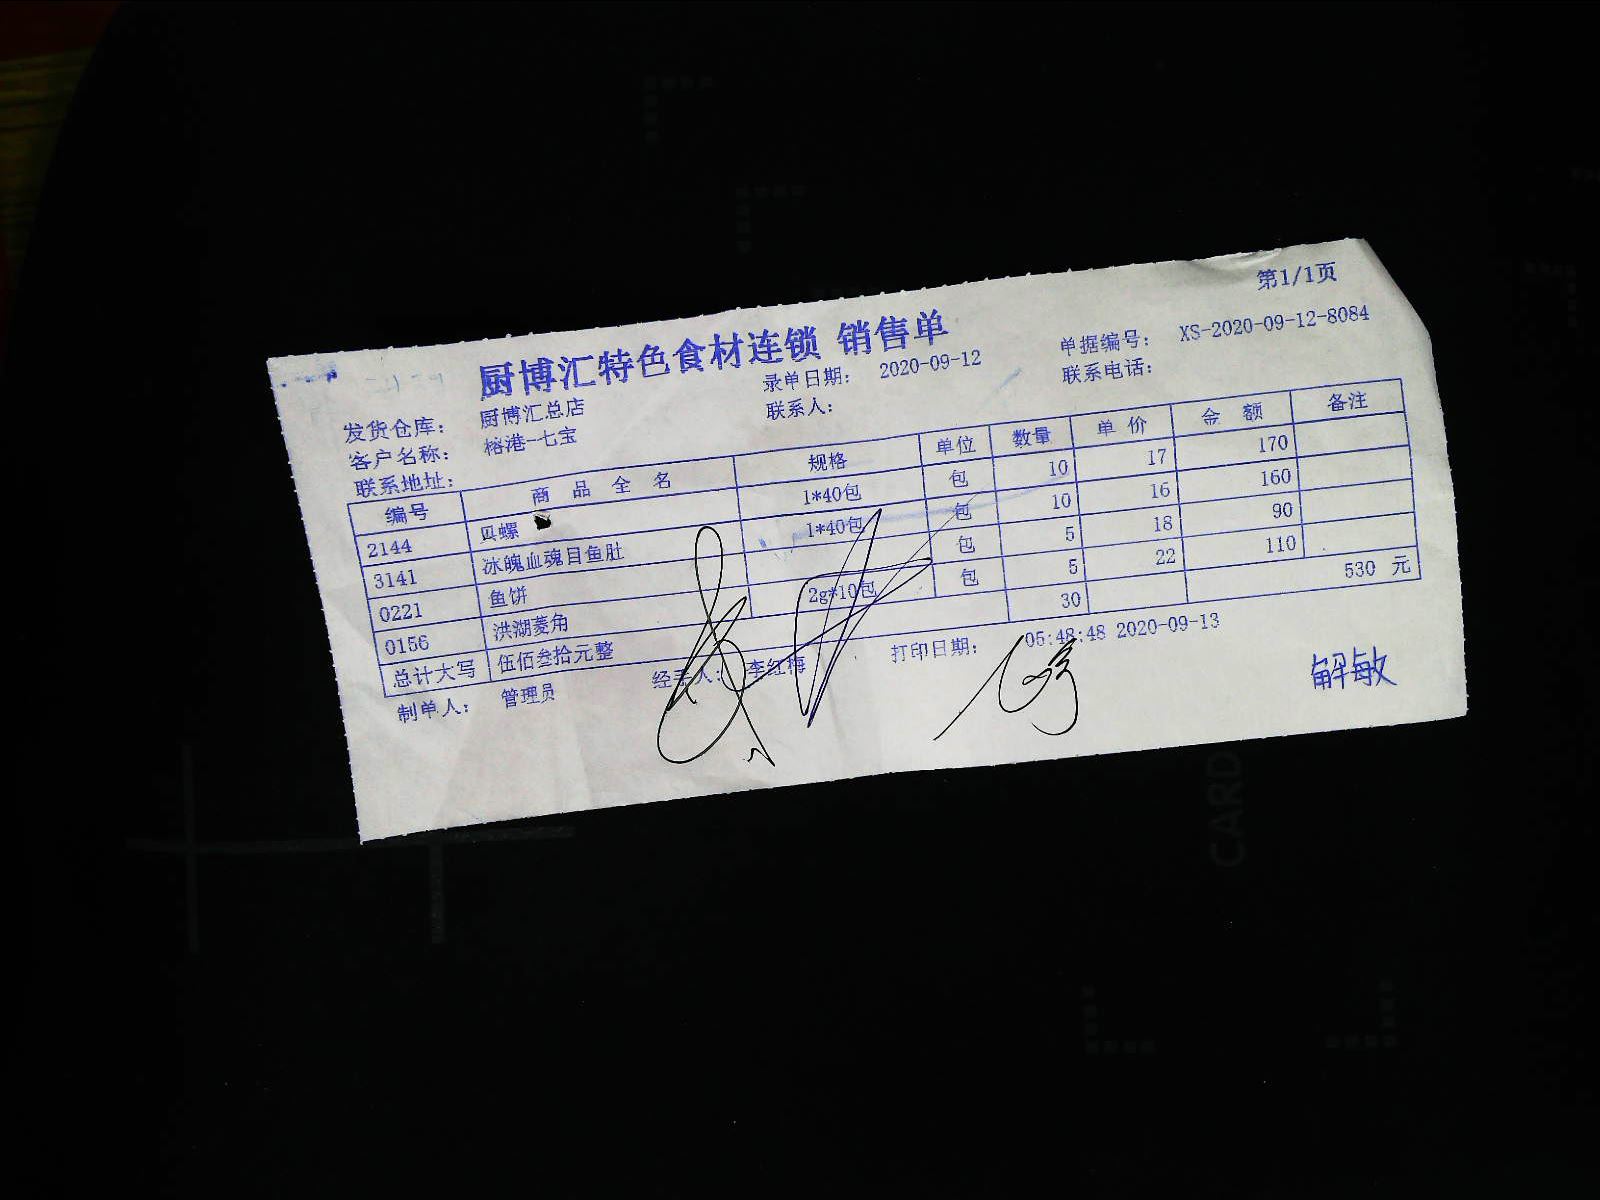 第1/1页
厨博汇特色食材连锁 销售单
发货仓库: 厨博汇总店 录单日期: 2020-09-12 单据编号: XS-2020-09-12-8084
客户名称: 榕港-七宝 联系人: 联系电话:
联系地址:
编号 商品全名 规格 单位 数量 单价 金额 备注
2144 贝螺 1*40包 包 10 17 170
3141 冰魄血魂目鱼肚 1*40包 包 10 16 160
0221 鱼饼 包 5 18 90
0156 洪湖菱角 2g*10包 包 5 22 110
总计大写 伍佰叁拾元整 30 530 元
制单人: 管理员 经手人: 李红梅 打印日期: 05:48:48 2020-09-13
解敏